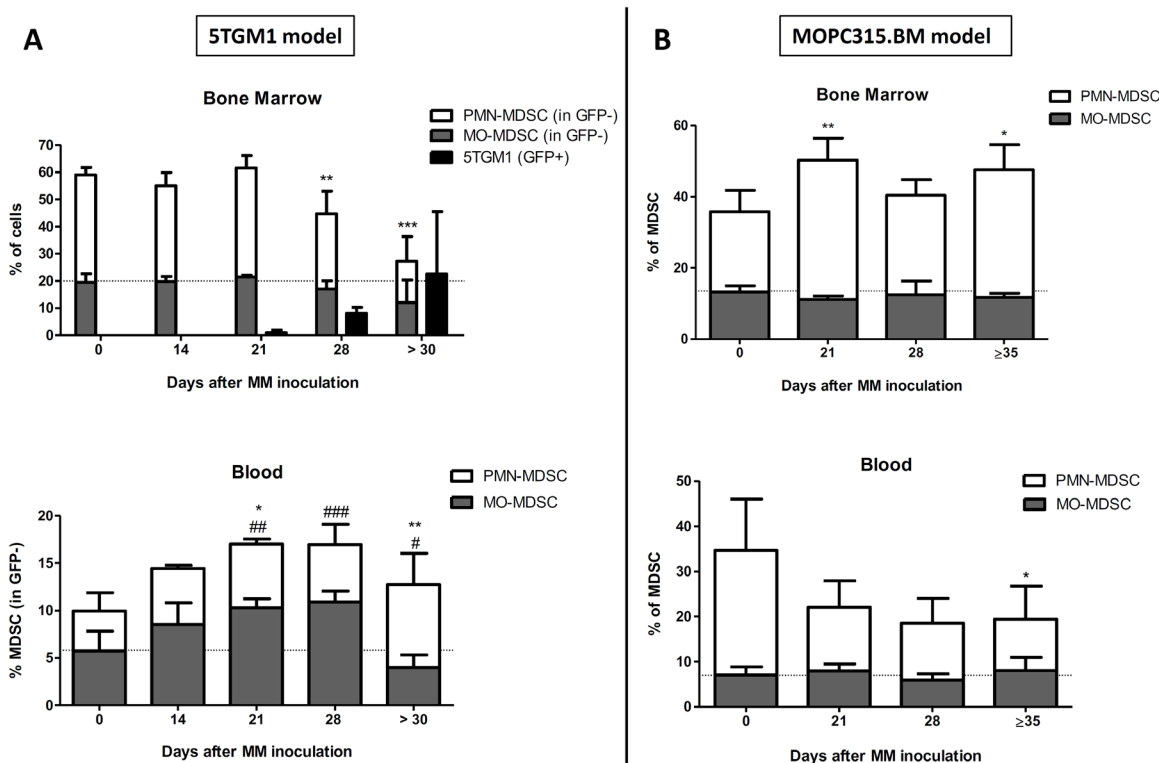 A
5TGM1 model
Bone Marrow
PMN-MDSC (in GFP-)
MO-MDSC (in GFP-)
5TGM1 (GFP+)
% of cells
70
60
50
40
30
20
10
0
**
***
0 14 21 28 > 30
Days after MM inoculation
Blood
PMN-MDSC
MO-MDSC
% MDSC (in GFP-)
20
15
10
5
0
*
##
###
**
#
0 14 21 28 > 30
Days after MM inoculation
B
MOPC315.BM model
Bone Marrow
PMN-MDSC
MO-MDSC
% of MDSC
60
40
20
0
**
*
0 21 28 ≥35
Days after MM inoculation
Blood
PMN-MDSC
MO-MDSC
% of MDSC
50
40
30
20
10
0
*
0 21 28 ≥35
Days after MM inoculation